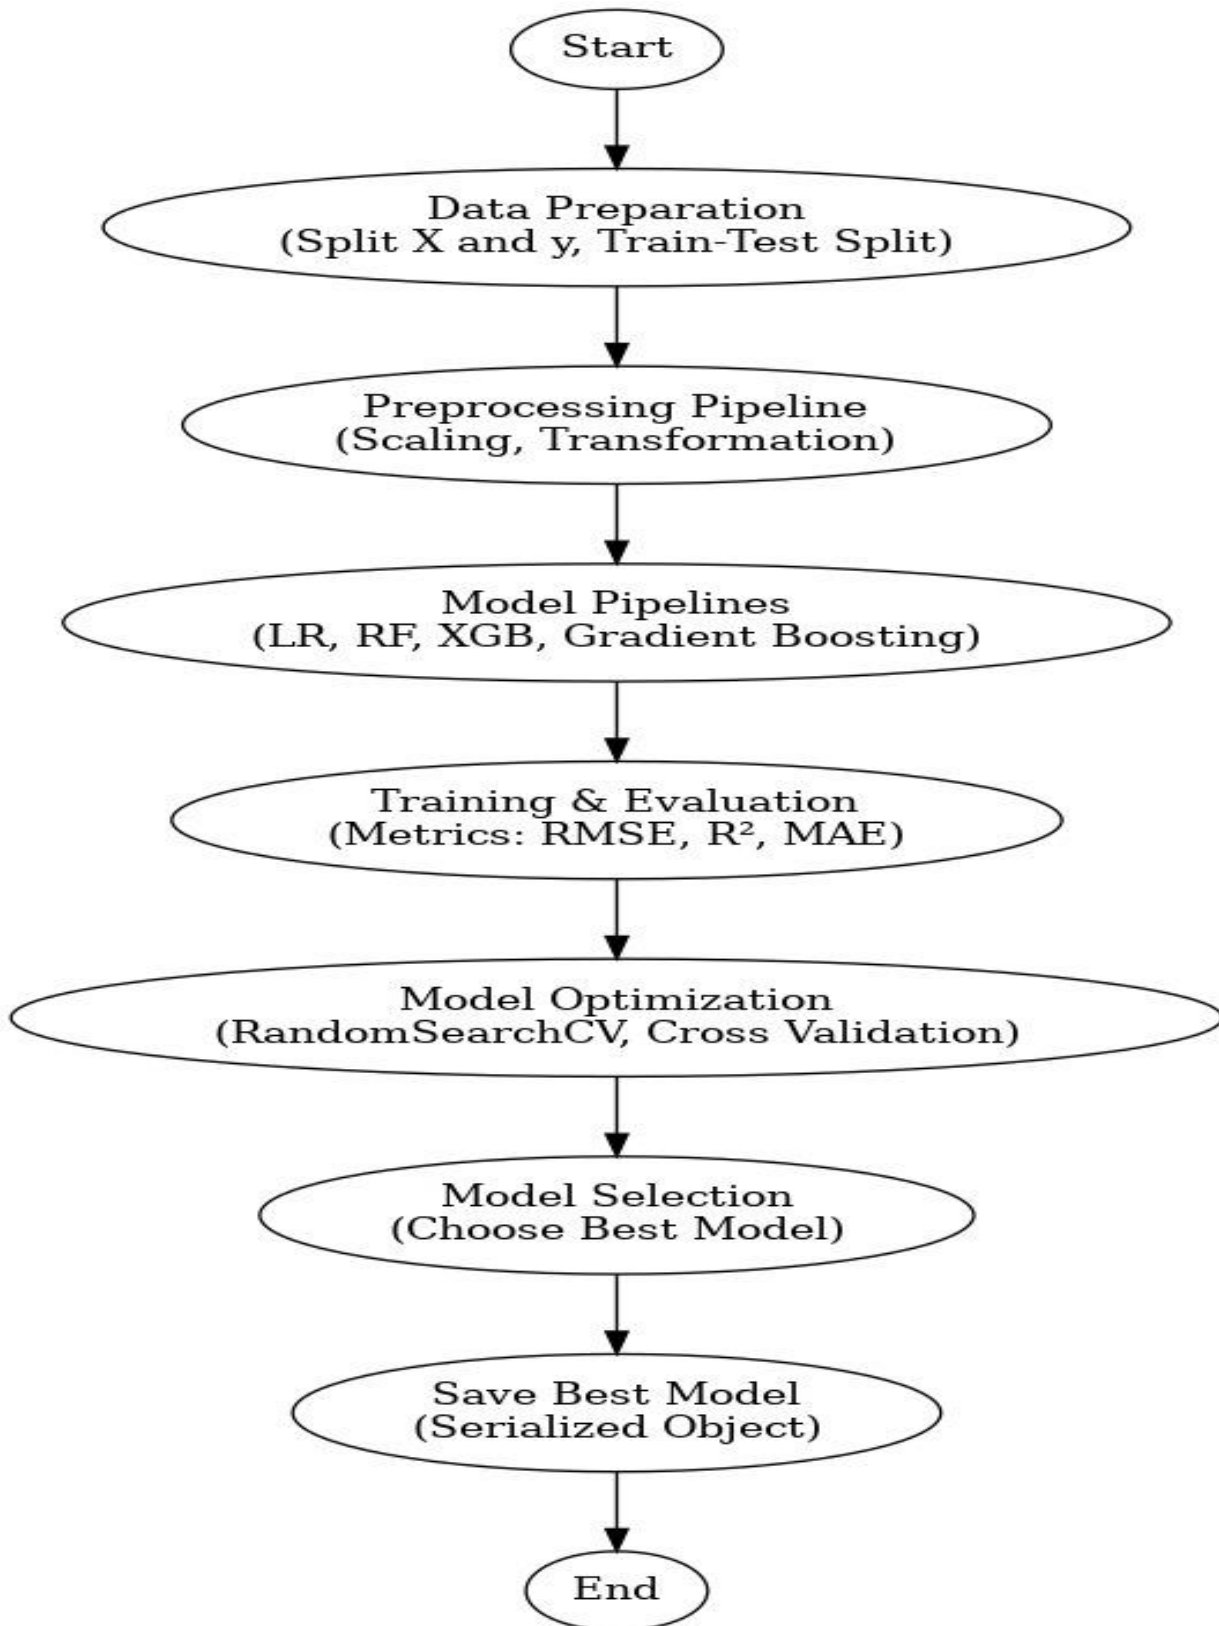 Start
Data Preparation
(Split X and y, Train-Test Split)
Preprocessing Pipeline
(Scaling, Transformation)
Model Pipelines
(LR, RF, XGB, Gradient Boosting)
Training & Evaluation
(Metrics: RMSE, R², MAE)
Model Optimization
(RandomSearchCV, Cross Validation)
Model Selection
(Choose Best Model)
Save Best Model
(Serialized Object)
End